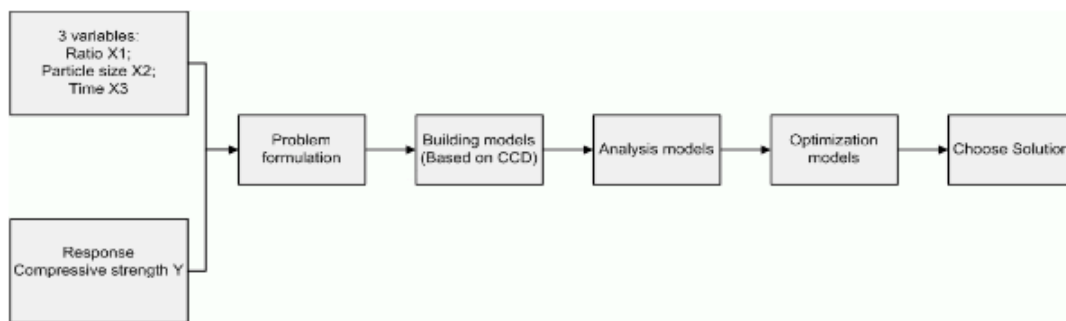 3 variables:
Ratio X1;
Particle size X2;
Time X3
Problem
formulation
Building models
(Based on CCD)
Analysis models
Optimization
models
Choose Solution
Response
Compressive strength Y